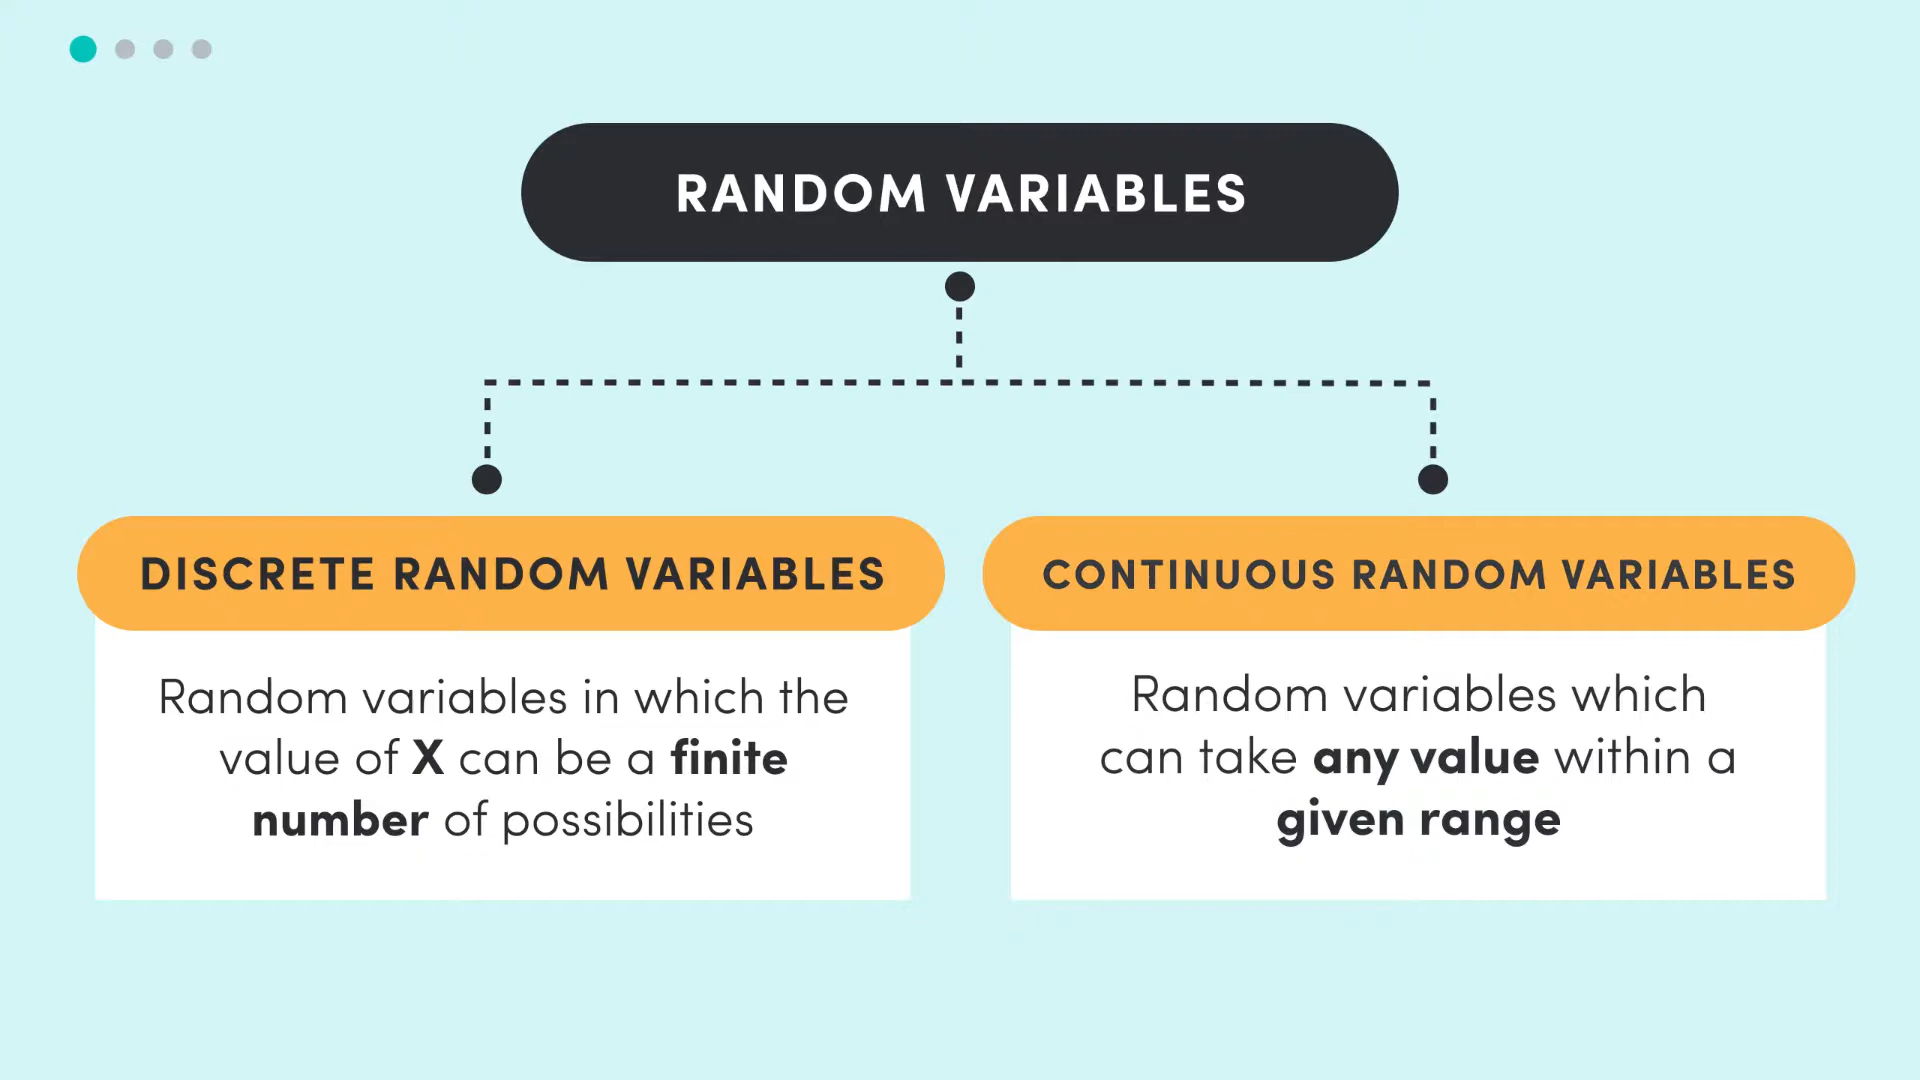 RANDOM VARIABLES
DISCRETE RANDOM VARIABLES
Random variables in which the
value of X can be a finite
number of possibilities
CONTINUOUS RANDOM VARIABLES
Random variables which
can take any value within a
given range